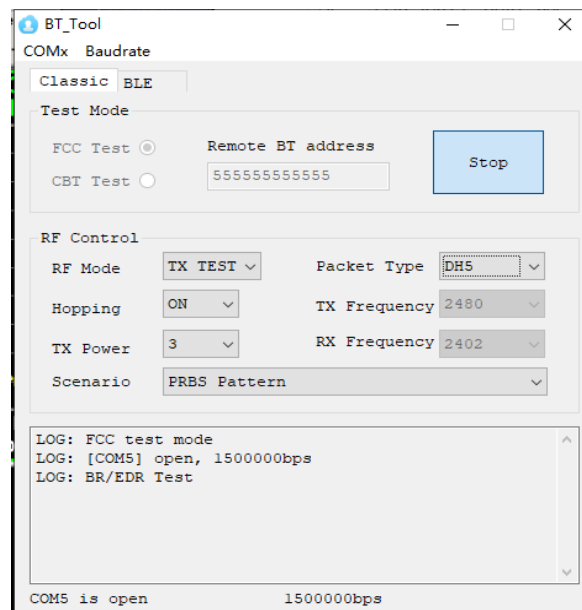 BT_Tool
COMx Baudrate
Classic BLE
Test Mode
FCC Test Remote BT address
Stop
CBT Test 555555555555
RF Control
RF Mode TX TEST Packet Type DH5
Hopping ON TX Frequency 2480
TX Power 3 RX Frequency 2402
Scenario PRBS Pattern
LOG: FCC test mode
LOG: [COM5] open, 1500000bps
LOG: BR/EDR Test
COM5 is open 1500000bps